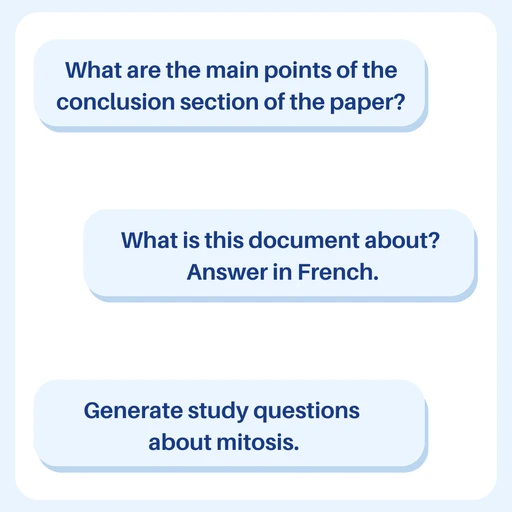 What are the main points of the
conclusion section of the paper?
What is this document about?
Answer in French.
Generate study questions
about mitosis.